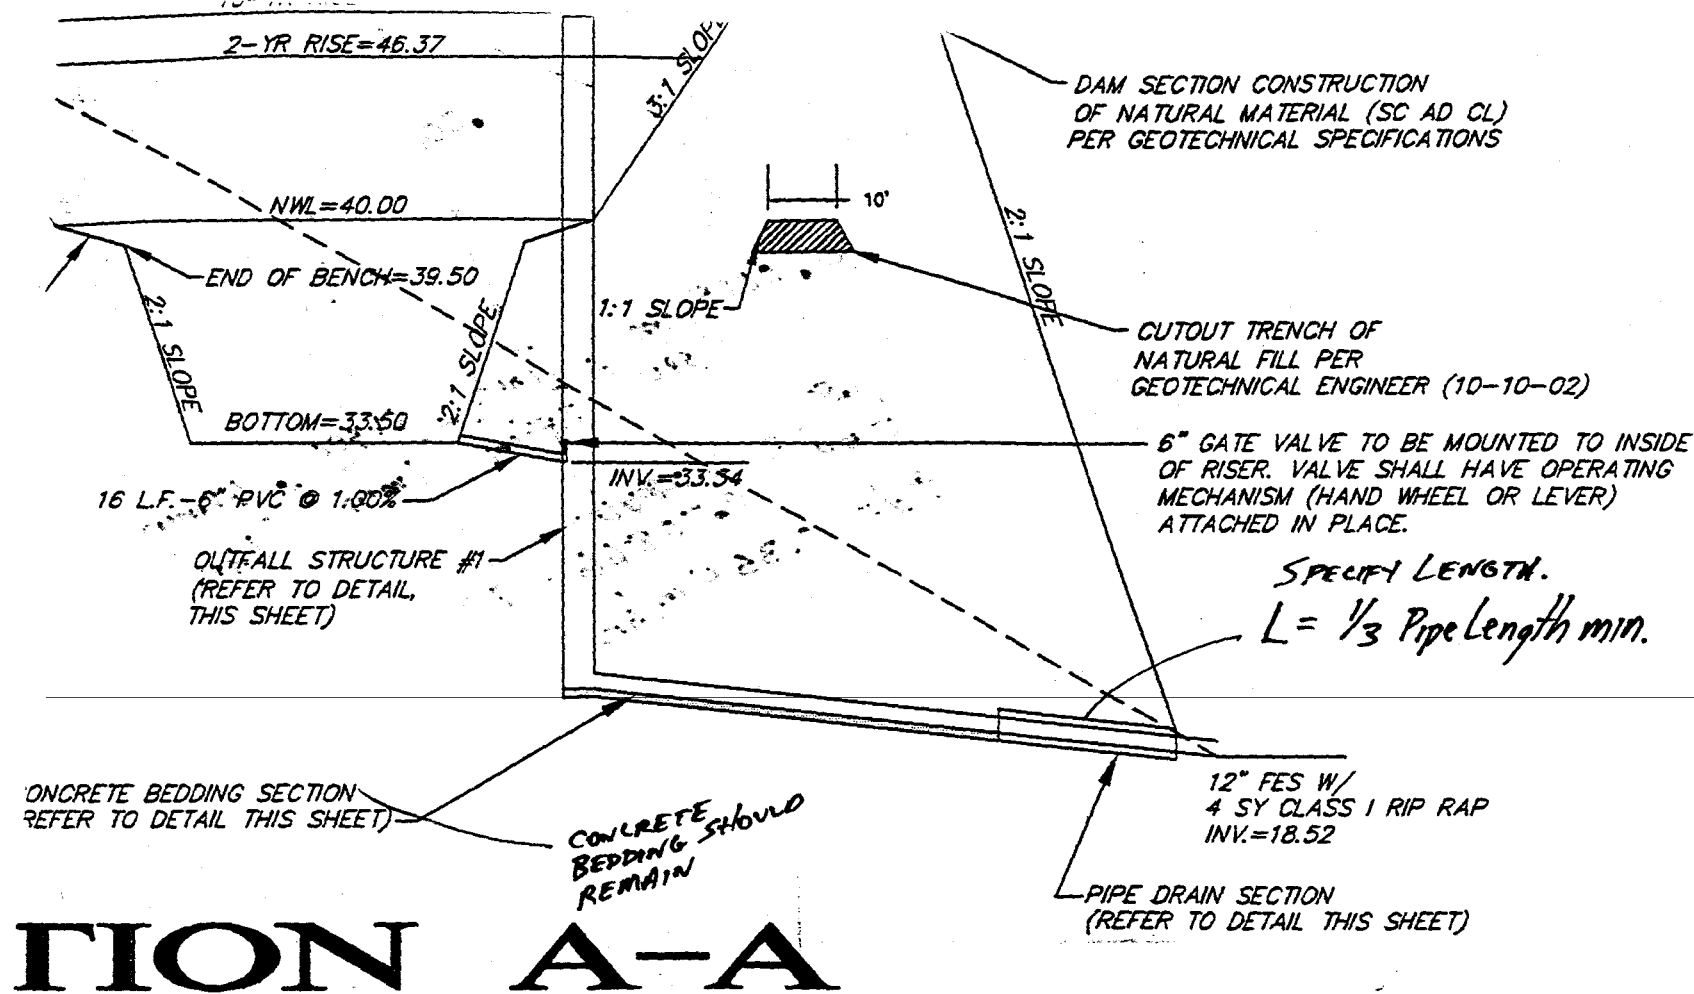 2-YR RISE=46.37
3:1 SLOPE
DAM SECTION CONSTRUCTION
OF NATURAL MATERIAL (SC AD CL)
PER GEOTECHNICAL SPECIFICATIONS
NWL=40.00
10'
2:1 SLOPE
END OF BENCH=39.50
2:1 SLOPE
2:1 SLOPE
1:1 SLOPE
CUTOUT TRENCH OF
NATURAL FILL PER
GEOTECHNICAL ENGINEER (10-10-02)
BOTTOM=33.50
6" GATE VALVE TO BE MOUNTED TO INSIDE
OF RISER. VALVE SHALL HAVE OPERATING
MECHANISM (HAND WHEEL OR LEVER)
ATTACHED IN PLACE.
INV.=33.34
16 L.F.-6" PVC @ 1.00%
OUTFALL STRUCTURE #1
(REFER TO DETAIL,
THIS SHEET)
SPECIFY LENGTH.
L= 1/3 Pipe Length min.
ONCRETE BEDDING SECTION
REFER TO DETAIL THIS SHEET)
CONCRETE
BEDDING SHOULD
REMAIN
12" FES W/
4 SY CLASS I RIP RAP
INV.=18.52
PIPE DRAIN SECTION
(REFER TO DETAIL THIS SHEET)
TION A-A